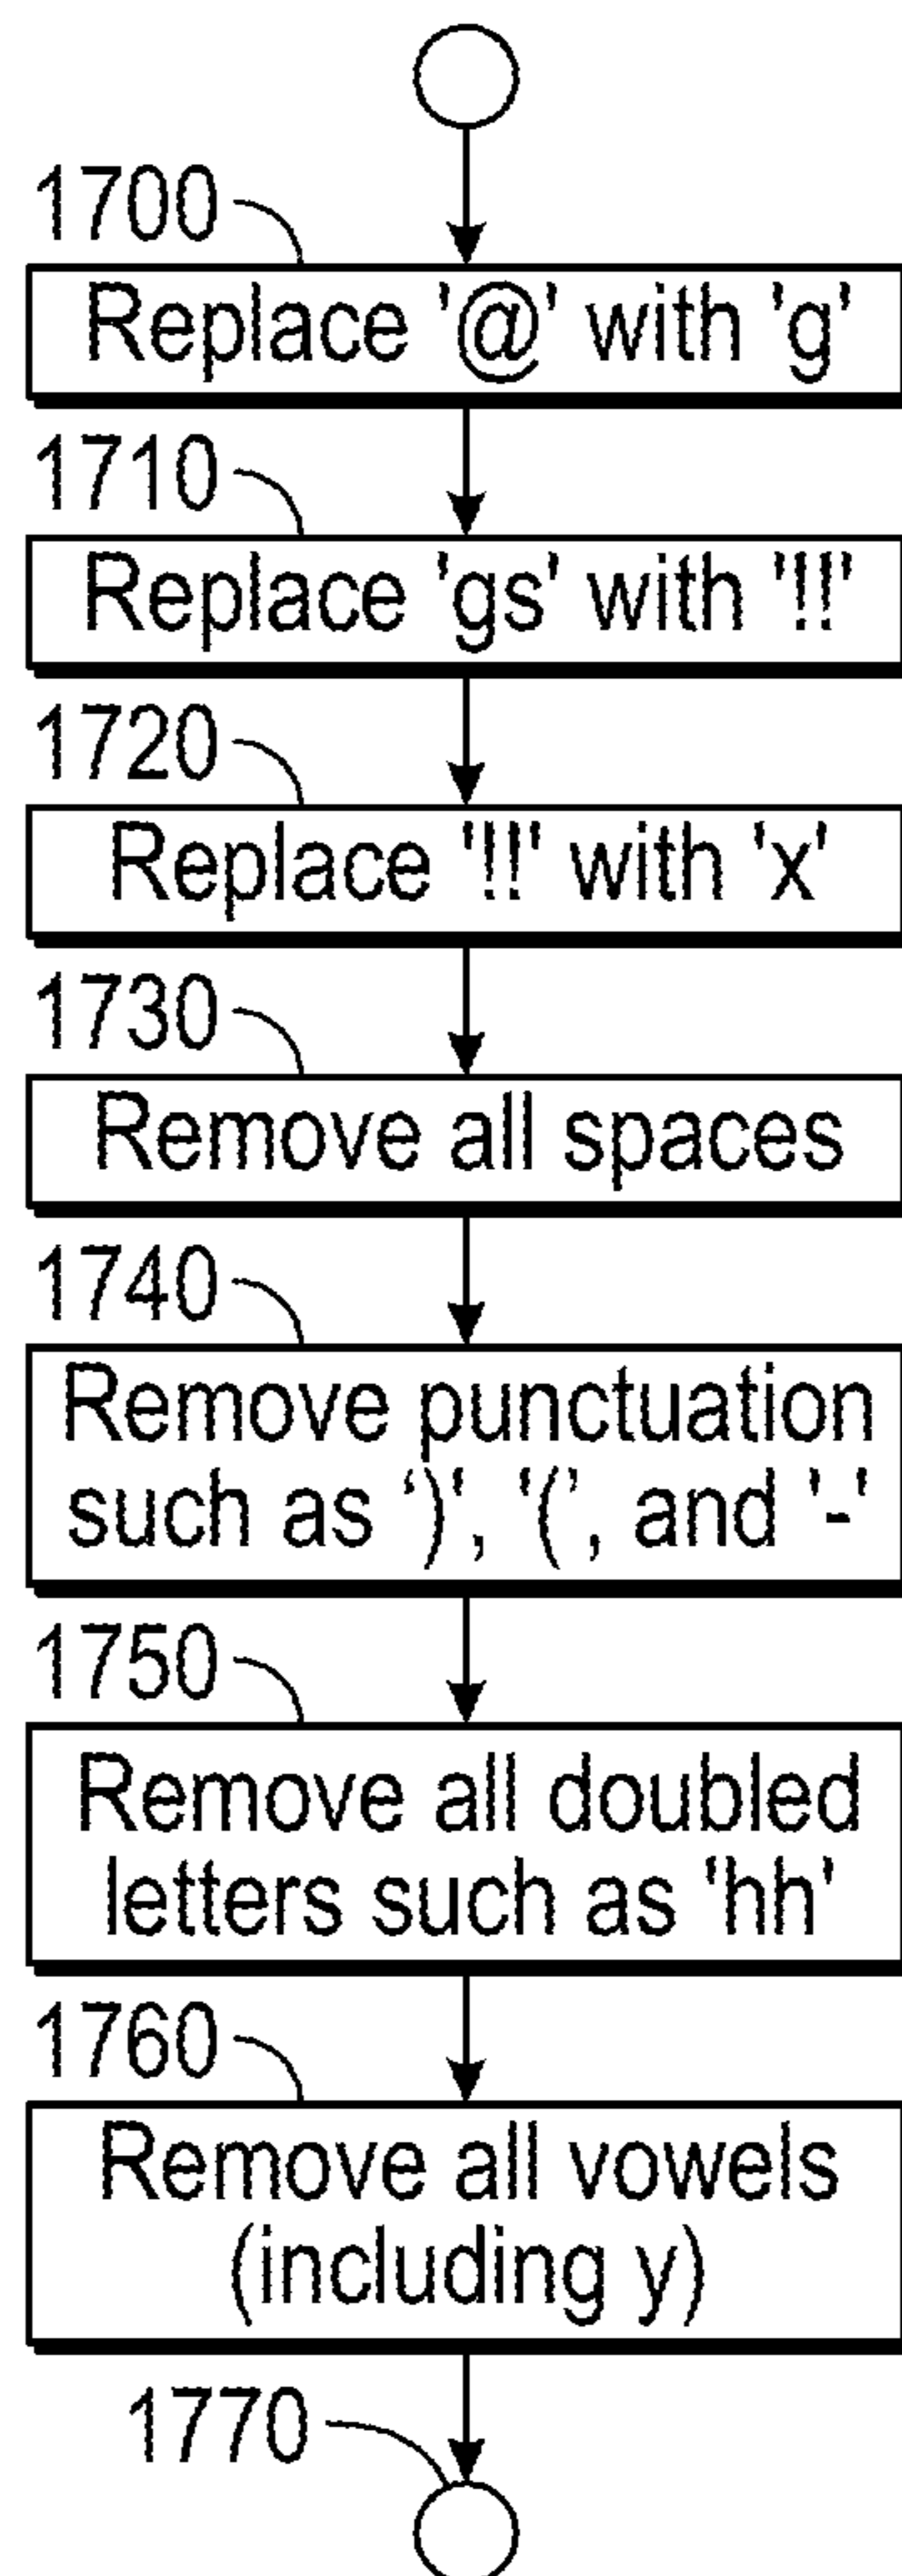 1700
Replace '@' with 'g'
1710
Replace 'gs' with '!!'
1720
Replace '!!' with 'x'
1730
Remove all spaces
1740
Remove punctuation
such as ‘)', '(’, and '-'
1750
Remove all doubled
letters such as 'hh'
1760
Remove all vowels
(including y)
1770